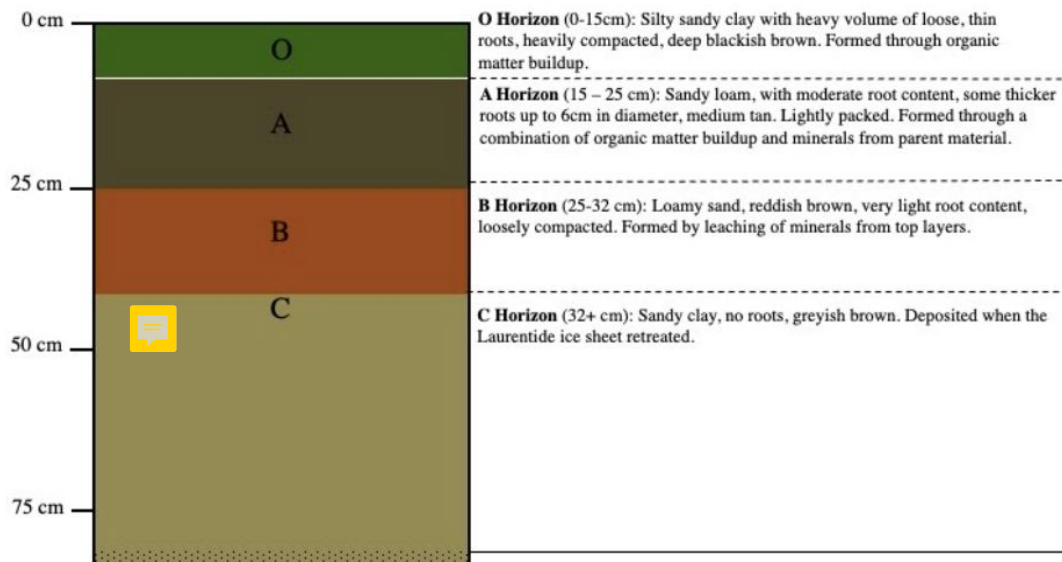 0 cm
O
O Horizon (0-15cm): Silty sandy clay with heavy volume of loose, thin
roots, heavily compacted, deep blackish brown. Formed through organic
matter buildup.
A
A Horizon (15 – 25 cm): Sandy loam, with moderate root content, some thicker
roots up to 6cm in diameter, medium tan. Lightly packed. Formed through a
combination of organic matter buildup and minerals from parent material.
25 cm
B
B Horizon (25-32 cm): Loamy sand, reddish brown, very light root content,
loosely compacted. Formed by leaching of minerals from top layers.
C
C Horizon (32+ cm): Sandy clay, no roots, greyish brown. Deposited when the
Laurentide ice sheet retreated.
50 cm
75 cm